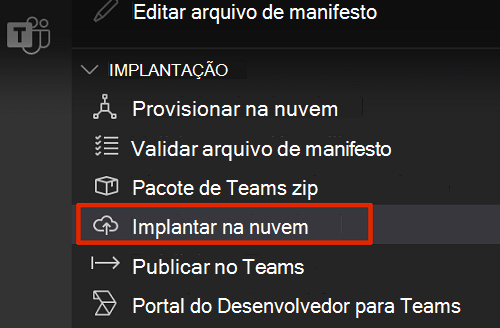 Editar arquivo de manifesto
IMPLANTAÇÃO
Provisionar na nuvem
Validar arquivo de manifesto
Pacote de Teams zip
Implantar na nuvem
Publicar no Teams
Portal do Desenvolvedor para Teams